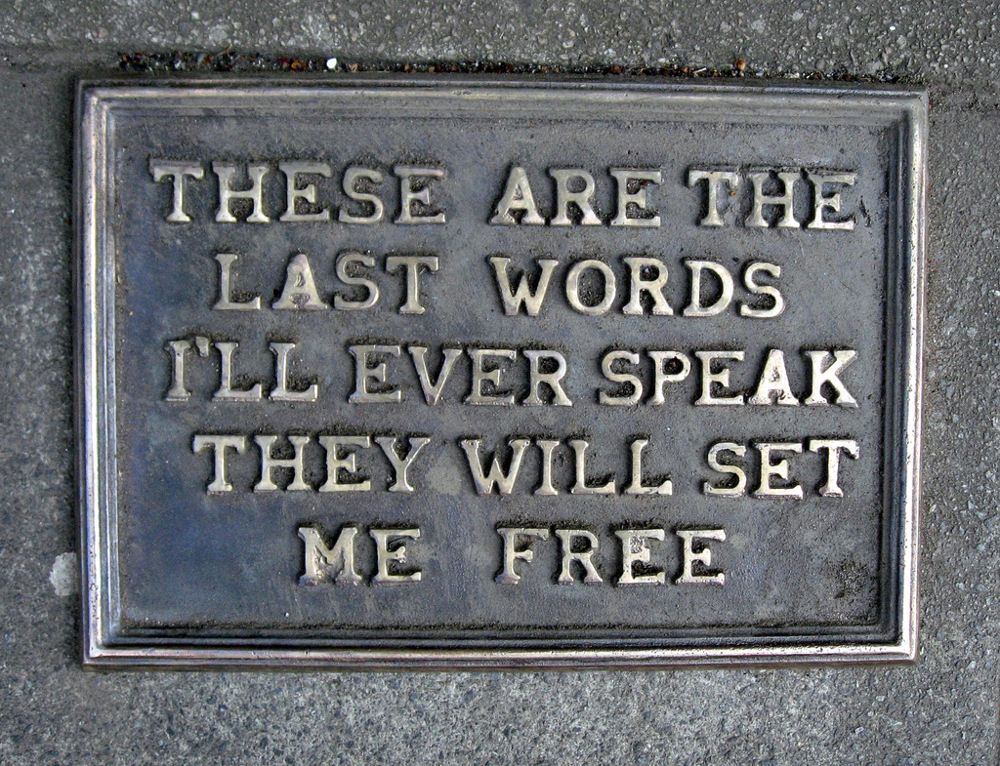 THESE ARE THE
LAST WORDS
I'LL EVER SPEAK
THEY WILL SET
ME FREE